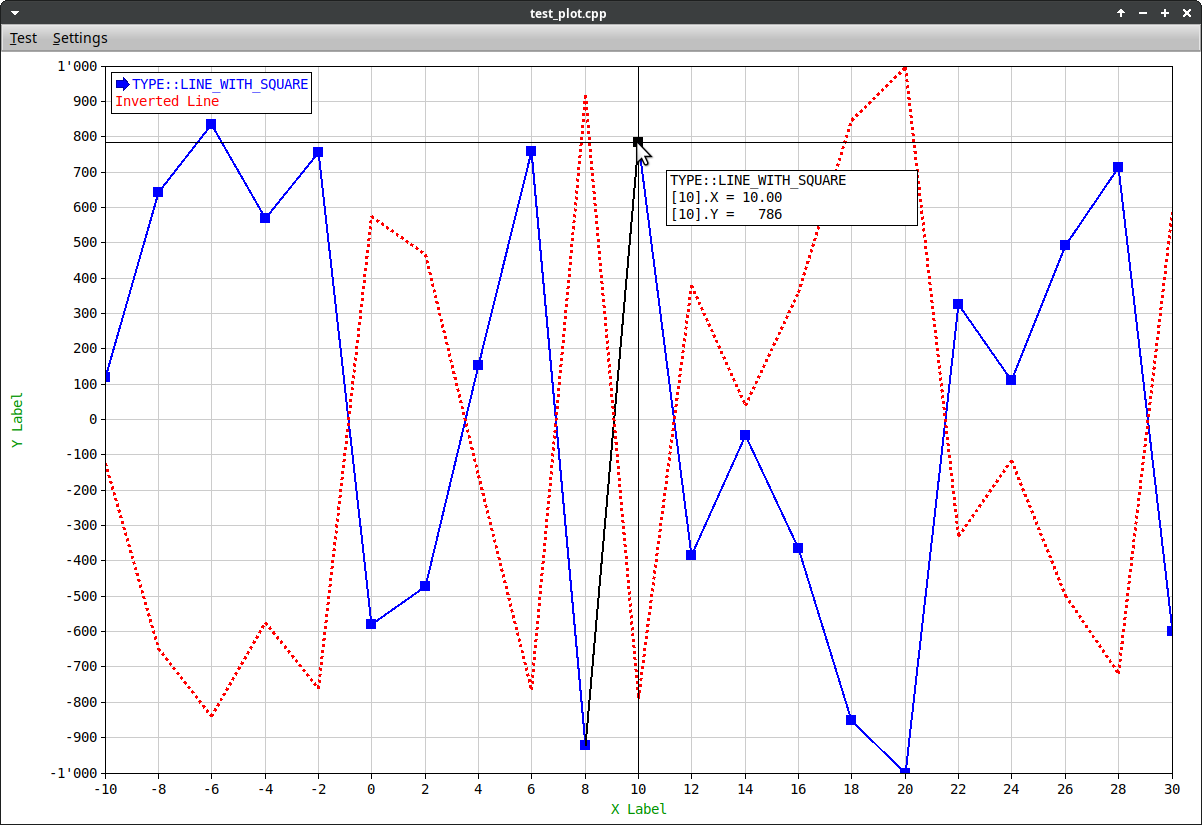 test_plot.cpp
Test Settings
TYPE::LINE_WITH_SQUARE
Inverted Line
1'000
900
800
700
600
500
400
300
200
100
0
-100
-200
-300
-400
-500
-600
-700
-800
-900
-1'000
Y Label
TYPE::LINE_WITH_SQUARE
[10].X = 10.00
[10].Y =   786
-10 -8 -6 -4 -2 0 2 4 6 8 10 12 14 16 18 20 22 24 26 28 30
X Label